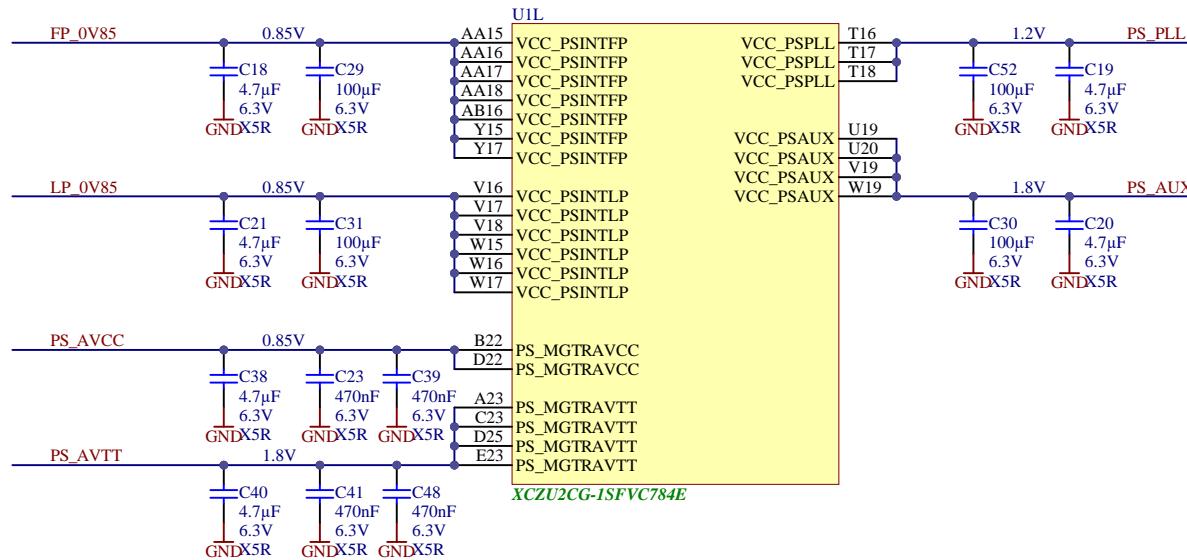 U1L
FP_0V85 0.85V AA15 VCC_PSINTFP VCC_PSPLL T16 1.2V PS_PLL
AA16 VCC_PSINTFP VCC_PSPLL T17
AA17 VCC_PSINTFP VCC_PSPLL T18
AA18 VCC_PSINTFP
AB16 VCC_PSINTFP
Y15 VCC_PSINTFP
Y17 VCC_PSINTFP
C18
4.7µF
6.3V
X5R
GND
C29
100µF
6.3V
X5R
GND
C52
100µF
6.3V
X5R
GND
C19
4.7µF
6.3V
X5R
GND
VCC_PSAUX U19
VCC_PSAUX U20
VCC_PSAUX V19
VCC_PSAUX W19 1.8V PS_AUX
LP_0V85 0.85V V16 VCC_PSINTLP
V17 VCC_PSINTLP
V18 VCC_PSINTLP
W15 VCC_PSINTLP
W16 VCC_PSINTLP
W17 VCC_PSINTLP
C21
4.7µF
6.3V
X5R
GND
C31
100µF
6.3V
X5R
GND
C30
100µF
6.3V
X5R
GND
C20
4.7µF
6.3V
X5R
GND
PS_AVCC 0.85V B22 PS_MGTRAVCC
D22 PS_MGTRAVCC
C38
4.7µF
6.3V
X5R
GND
C23
470nF
6.3V
X5R
GND
C39
470nF
6.3V
X5R
GND
A23 PS_MGTRAVTT
C23 PS_MGTRAVTT
D25 PS_MGTRAVTT
PS_AVTT 1.8V E23 PS_MGTRAVTT
C40
4.7µF
6.3V
X5R
GND
C41
470nF
6.3V
X5R
GND
C48
470nF
6.3V
X5R
GND
XCZU2CG-1SFVC784E